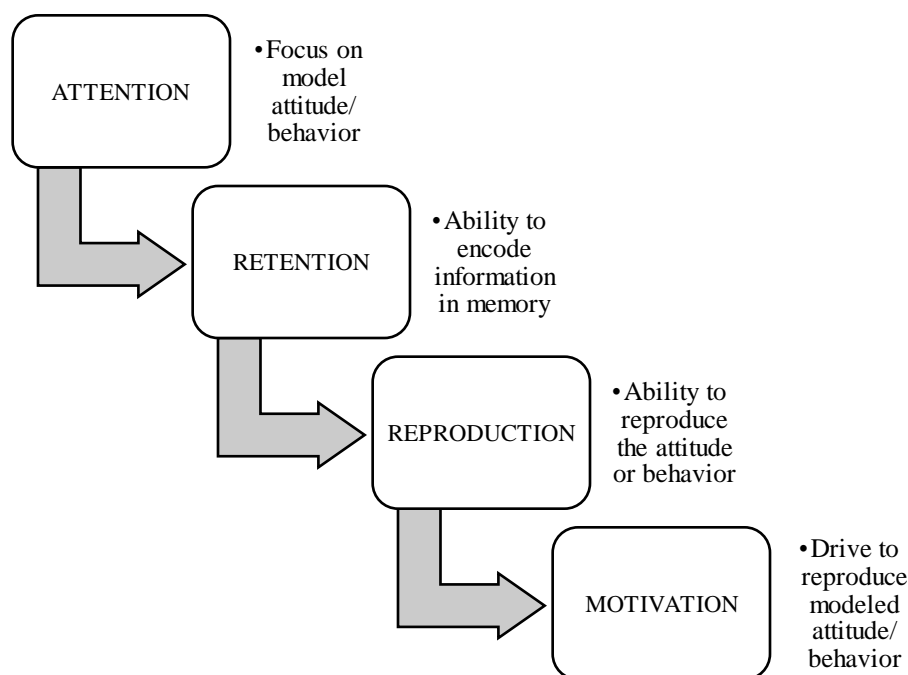 ATTENTION
•Focus on
model
attitude/
behavior
RETENTION
•Ability to
encode
information
in memory
REPRODUCTION
•Ability to
reproduce
the attitude
or behavior
MOTIVATION
•Drive to
reproduce
modeled
attitude/
behavior